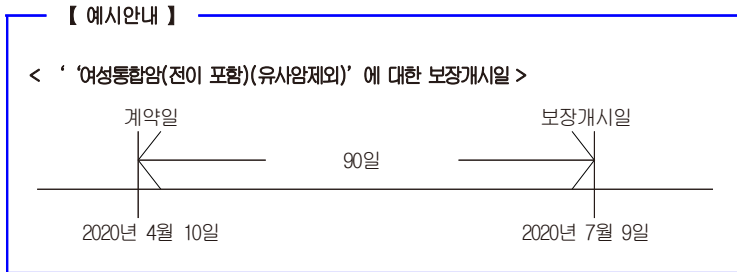 【 예시안내 】
< ‘ ‘여성통합암(전이 포함)(유사암제외)’ 에 대한 보장개시일 >
계약일 보장개시일
90일
2020년 4월 10일 2020년 7월 9일